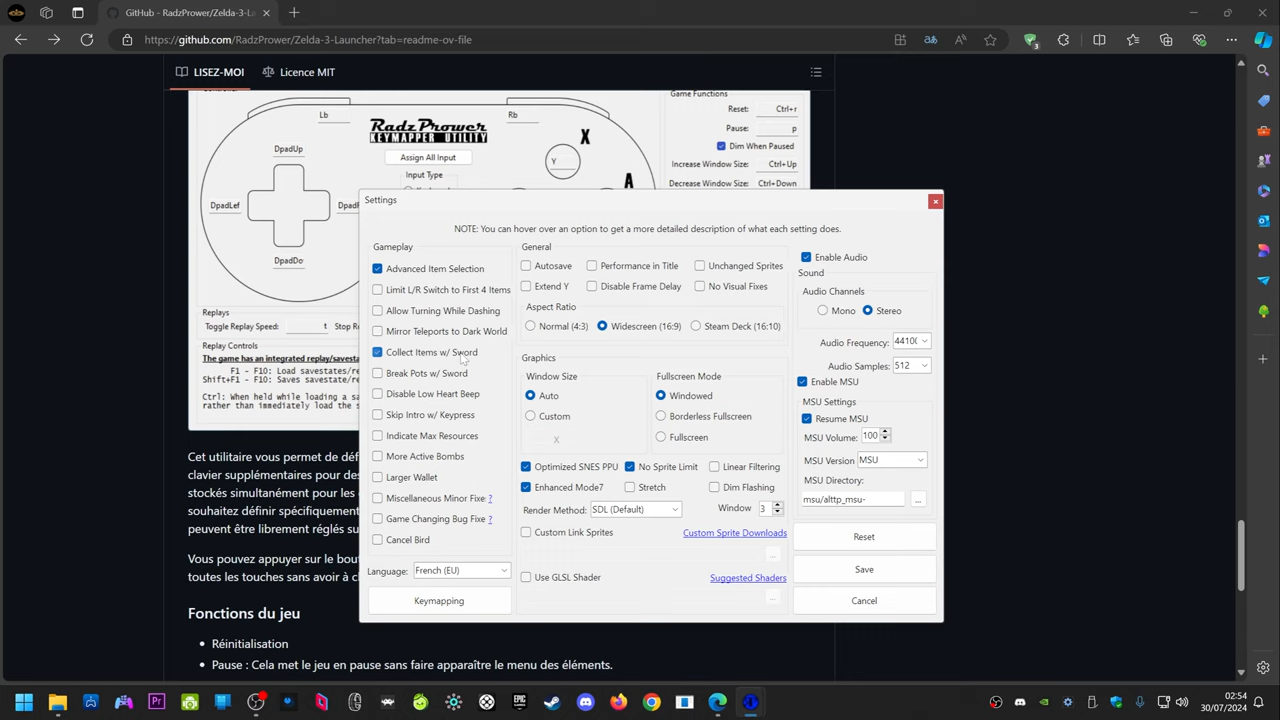 GitHub - RadzPrower/Zelda-3-La
https://github.com/RadzPrower/Zelda-3-Launcher?tab=readme-ov-file
LISEZ-MOI
Licence MIT
Lb
Rb
RadzPrower
KEYMAPPER UTILITY
Assign All Input
Input Type
DpadUp
DpadLef
DpadDo
X
Y
A
Game Functions
Reset: Ctrl+r
Pause: p
Dim When Paused
Increase Window Size: Ctrl+Up
Decrease Window Size: Ctrl+Down
Replays
Toggle Replay Speed: t Stop R
Replay Controls
The game has an integrated replay/savesta
F1 - F10: Loads savestates/r
Shift+F1 - F10: Saves savestate/r
Ctrl: When held while loading a sa
rather than immediately load the s
Settings
NOTE: You can hover over an option to get a more detailed description of what each setting does.
Gameplay
Advanced Item Selection
Limit L/R Switch to First 4 Items
Allow Turning While Dashing
Mirror Teleports to Dark World
Collect Items w/ Sword
Break Pots w/ Sword
Disable Low Heart Beep
Skip Intro w/ Keypress
Indicate Max Resources
More Active Bombs
Larger Wallet
Miscellaneous Minor Fixe ?
Game Changing Bug Fixe ?
Cancel Bird
Language: French (EU)
Keymapping
General
Autosave
Performance in Title
Unchanged Sprites
Extend Y
Disable Frame Delay
No Visual Fixes
Aspect Ratio
Normal (4:3)
Widescreen (16:9)
Steam Deck (16:10)
Graphics
Window Size
Auto
Custom
X
Fullscreen Mode
Windowed
Borderless Fullscreen
Fullscreen
Optimized SNES PPU
No Sprite Limit
Linear Filtering
Enhanced Mode7
Stretch
Dim Flashing
Render Method: SDL (Default)
Window 3
Custom Link Sprites
Custom Sprite Downloads
...
Use GLSL Shader
Suggested Shaders
...
Enable Audio
Sound
Audio Channels
Mono
Stereo
Audio Frequency: 4410
Audio Samples: 512
Enable MSU
MSU Settings
Resume MSU
MSU Volume: 100
MSU Version MSU
MSU Directory:
msu/alttp_msu-
...
Reset
Save
Cancel
Cet utilitaire vous permet de déf
clavier supplémentaires pour de
stockés simultanément pour les
souhaitez définir spécifiquement
peuvent être librement réglés su
Vous pouvez appuyer sur le bout
toutes les touches sans avoir à c
Fonctions du jeu
Réinitialisation
Pause : Cela met le jeu en pause sans faire apparaître le menu des éléments.
02:54
30/07/2024